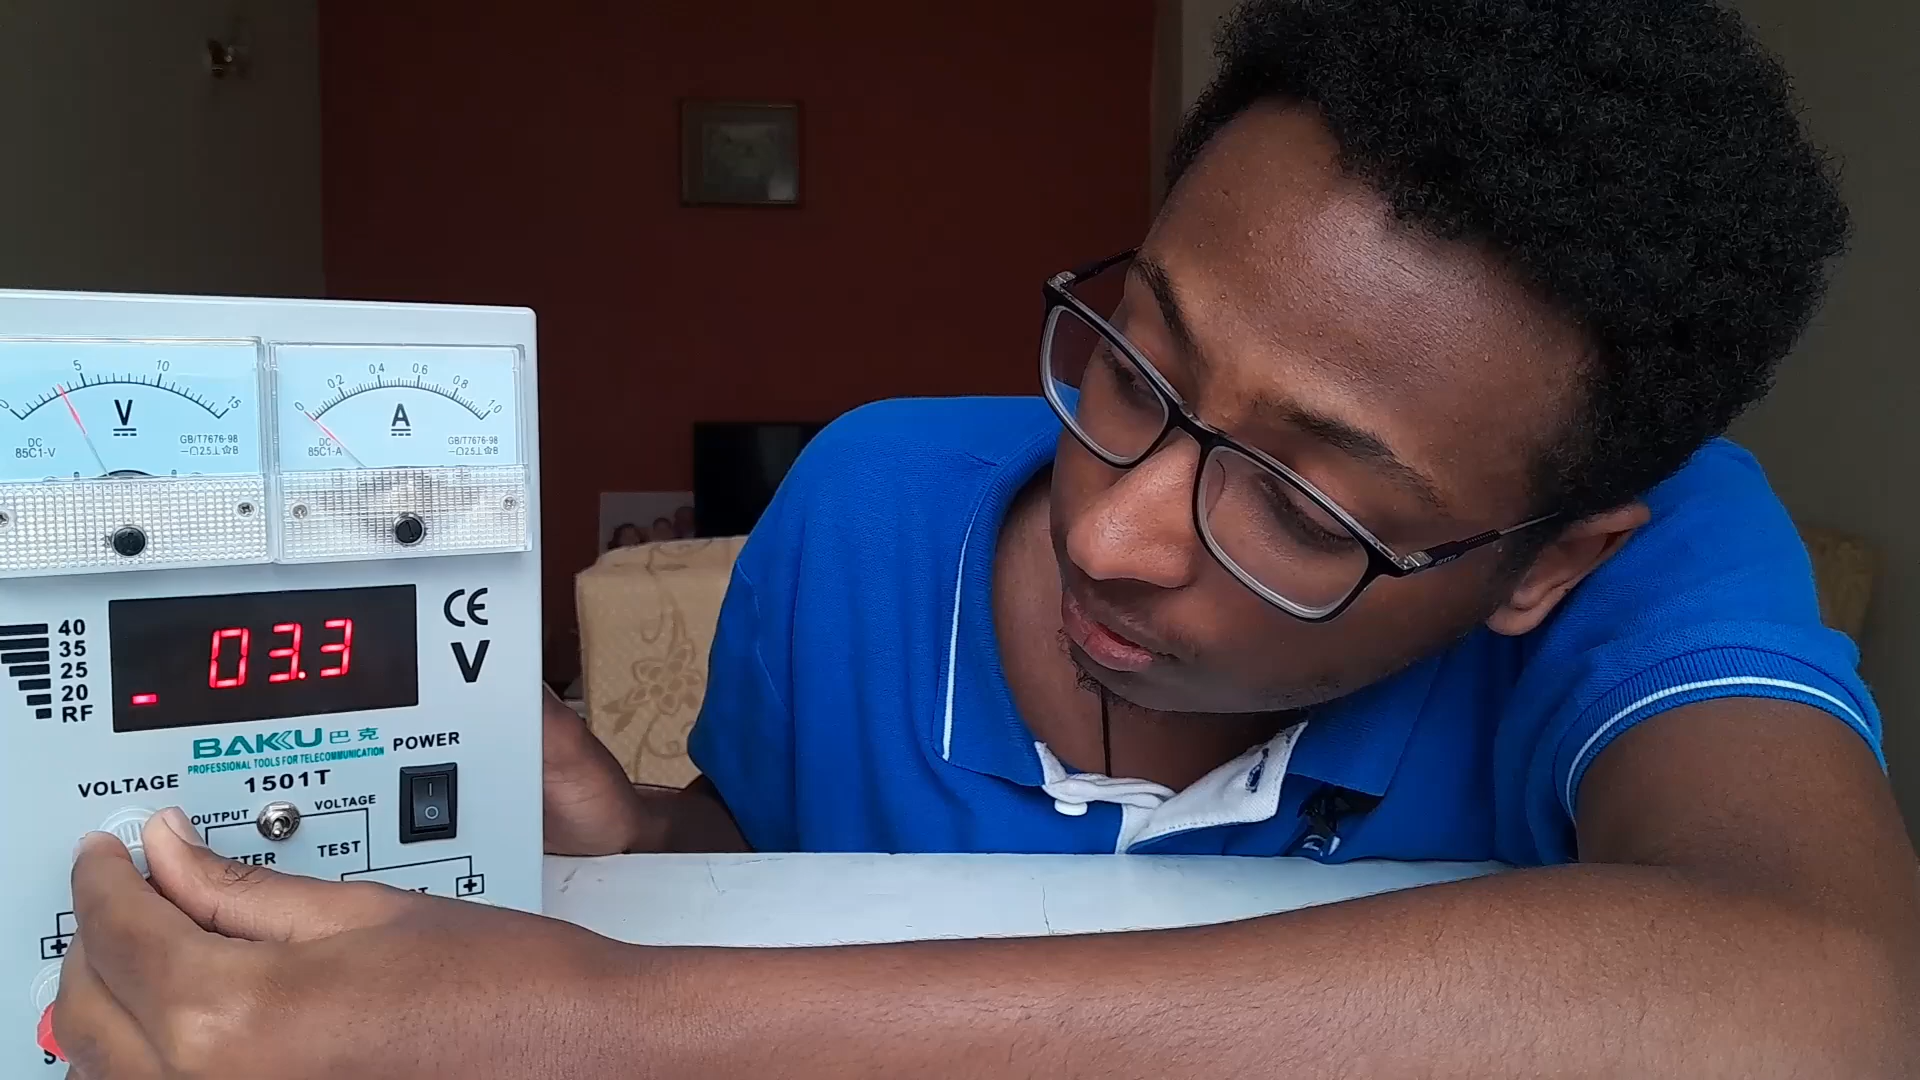 0 5 10 15
V
DC
85C1-V
GB/T7676-98
0 0.2 0.4 0.6 0.8 1.0
A
DC
85C1-A
GB/T7676-98
40
35
25
20
RF
03.3
CE
V
BAKU 巴克
PROFESSIONAL TOOLS FOR TELECOMMUNICATION
1501T
POWER
VOLTAGE
OUTPUT
VOLTAGE
TEST
+
+